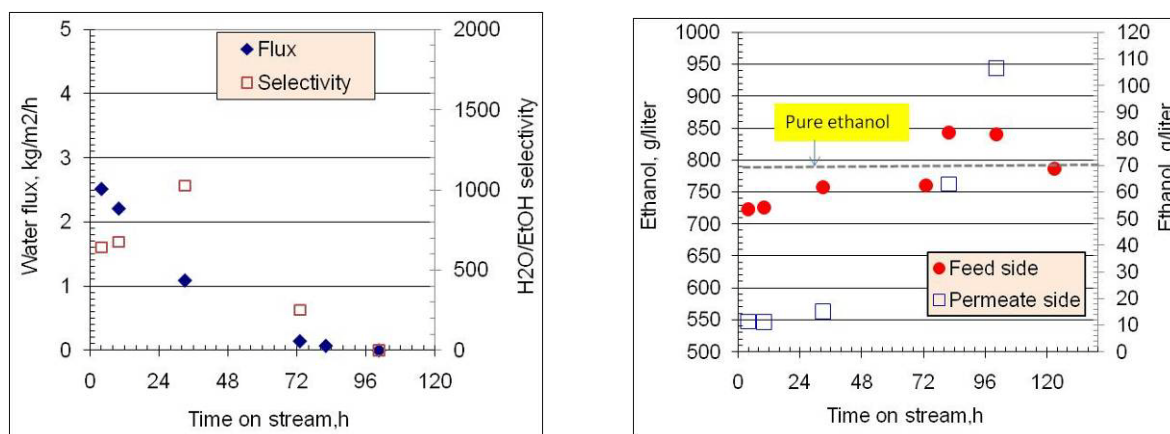 5
4
3
2
1
0
Water flux, kg/m2/h
Flux
Selectivity
2000
1500
1000
500
0
H2O/EtOH selectivity
0 24 48 72 96 120
Time on stream,h
1000
950
900
850
800
750
700
650
600
550
500
Ethanol, g/liter
Pure ethanol
Feed side
Permeate side
120
110
100
90
80
70
60
50
40
30
20
10
0
Ethanol, g/liter
0 24 48 72 96 120
Time on stream,h